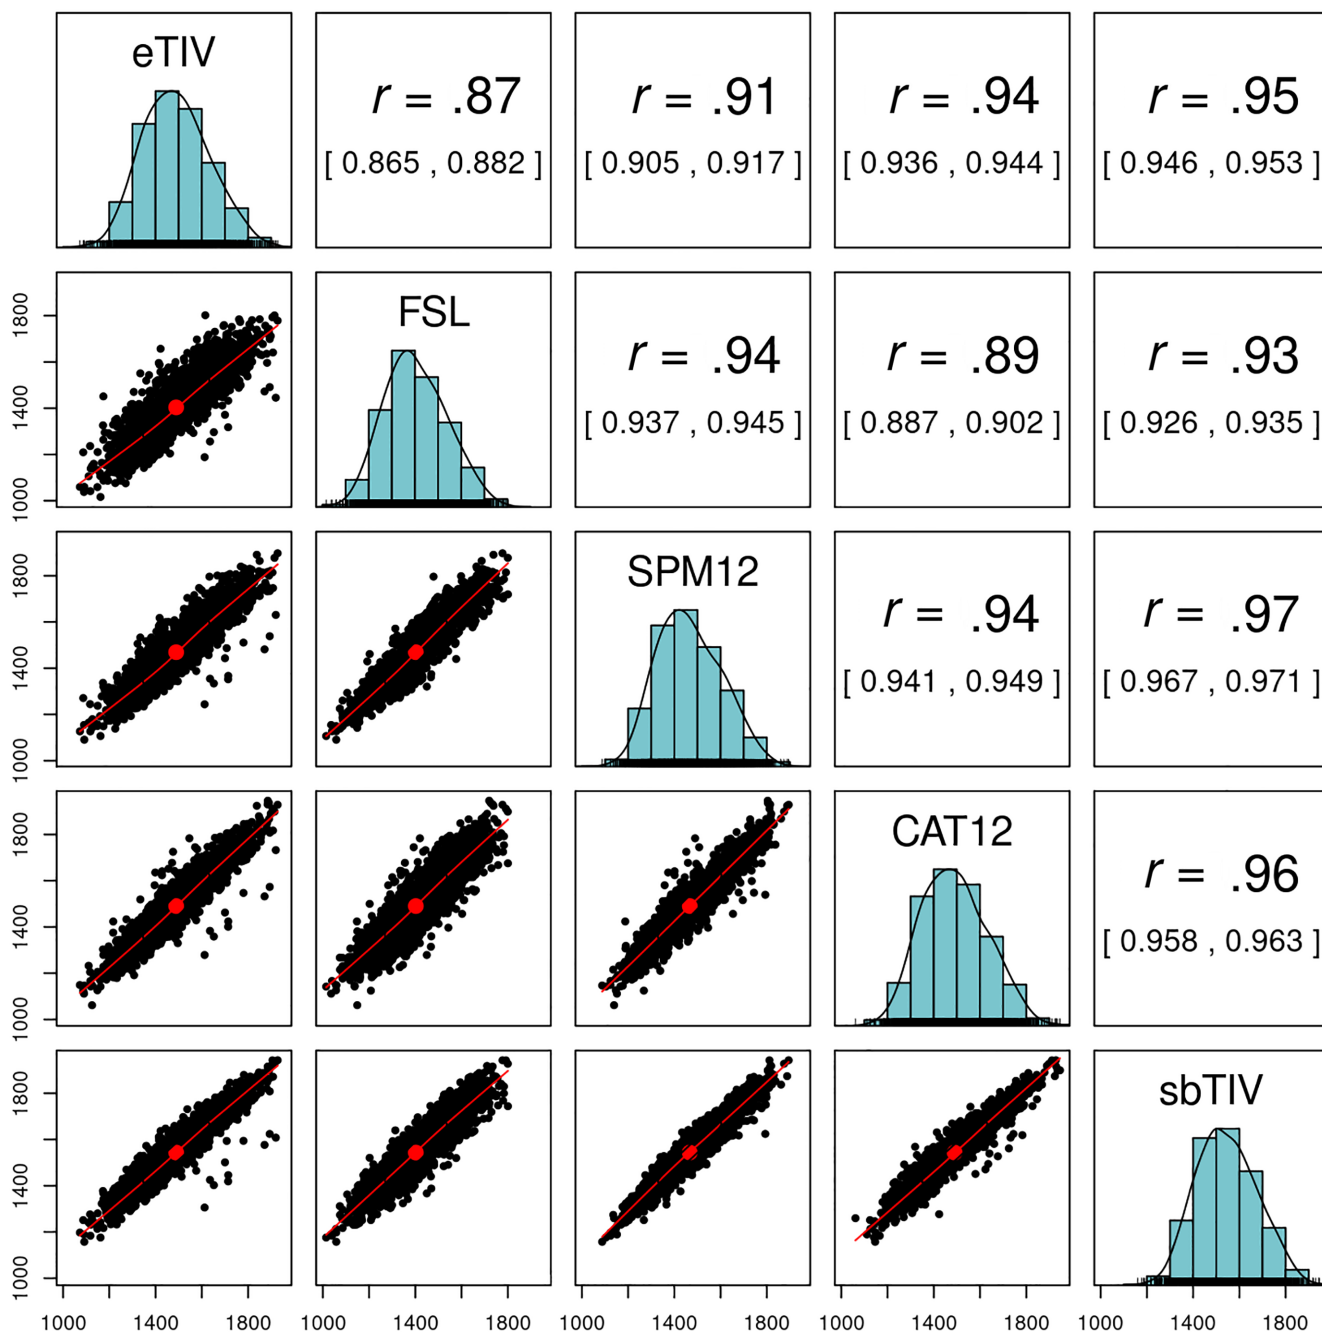 eTIV
r = .87
[ 0.865 , 0.882 ]
r = .91
[ 0.905 , 0.917 ]
r = .94
[ 0.936 , 0.944 ]
r = .95
[ 0.946 , 0.953 ]
1000 1400 1800
FSL
r = .94
[ 0.937 , 0.945 ]
r = .89
[ 0.887 , 0.902 ]
r = .93
[ 0.926 , 0.935 ]
1000 1400 1800
SPM12
r = .94
[ 0.941 , 0.949 ]
r = .97
[ 0.967 , 0.971 ]
1000 1400 1800
CAT12
r = .96
[ 0.958 , 0.963 ]
1000 1400 1800
sbTIV
1000 1400 1800
1000 1400 1800
1000 1400 1800
1000 1400 1800
1000 1400 1800